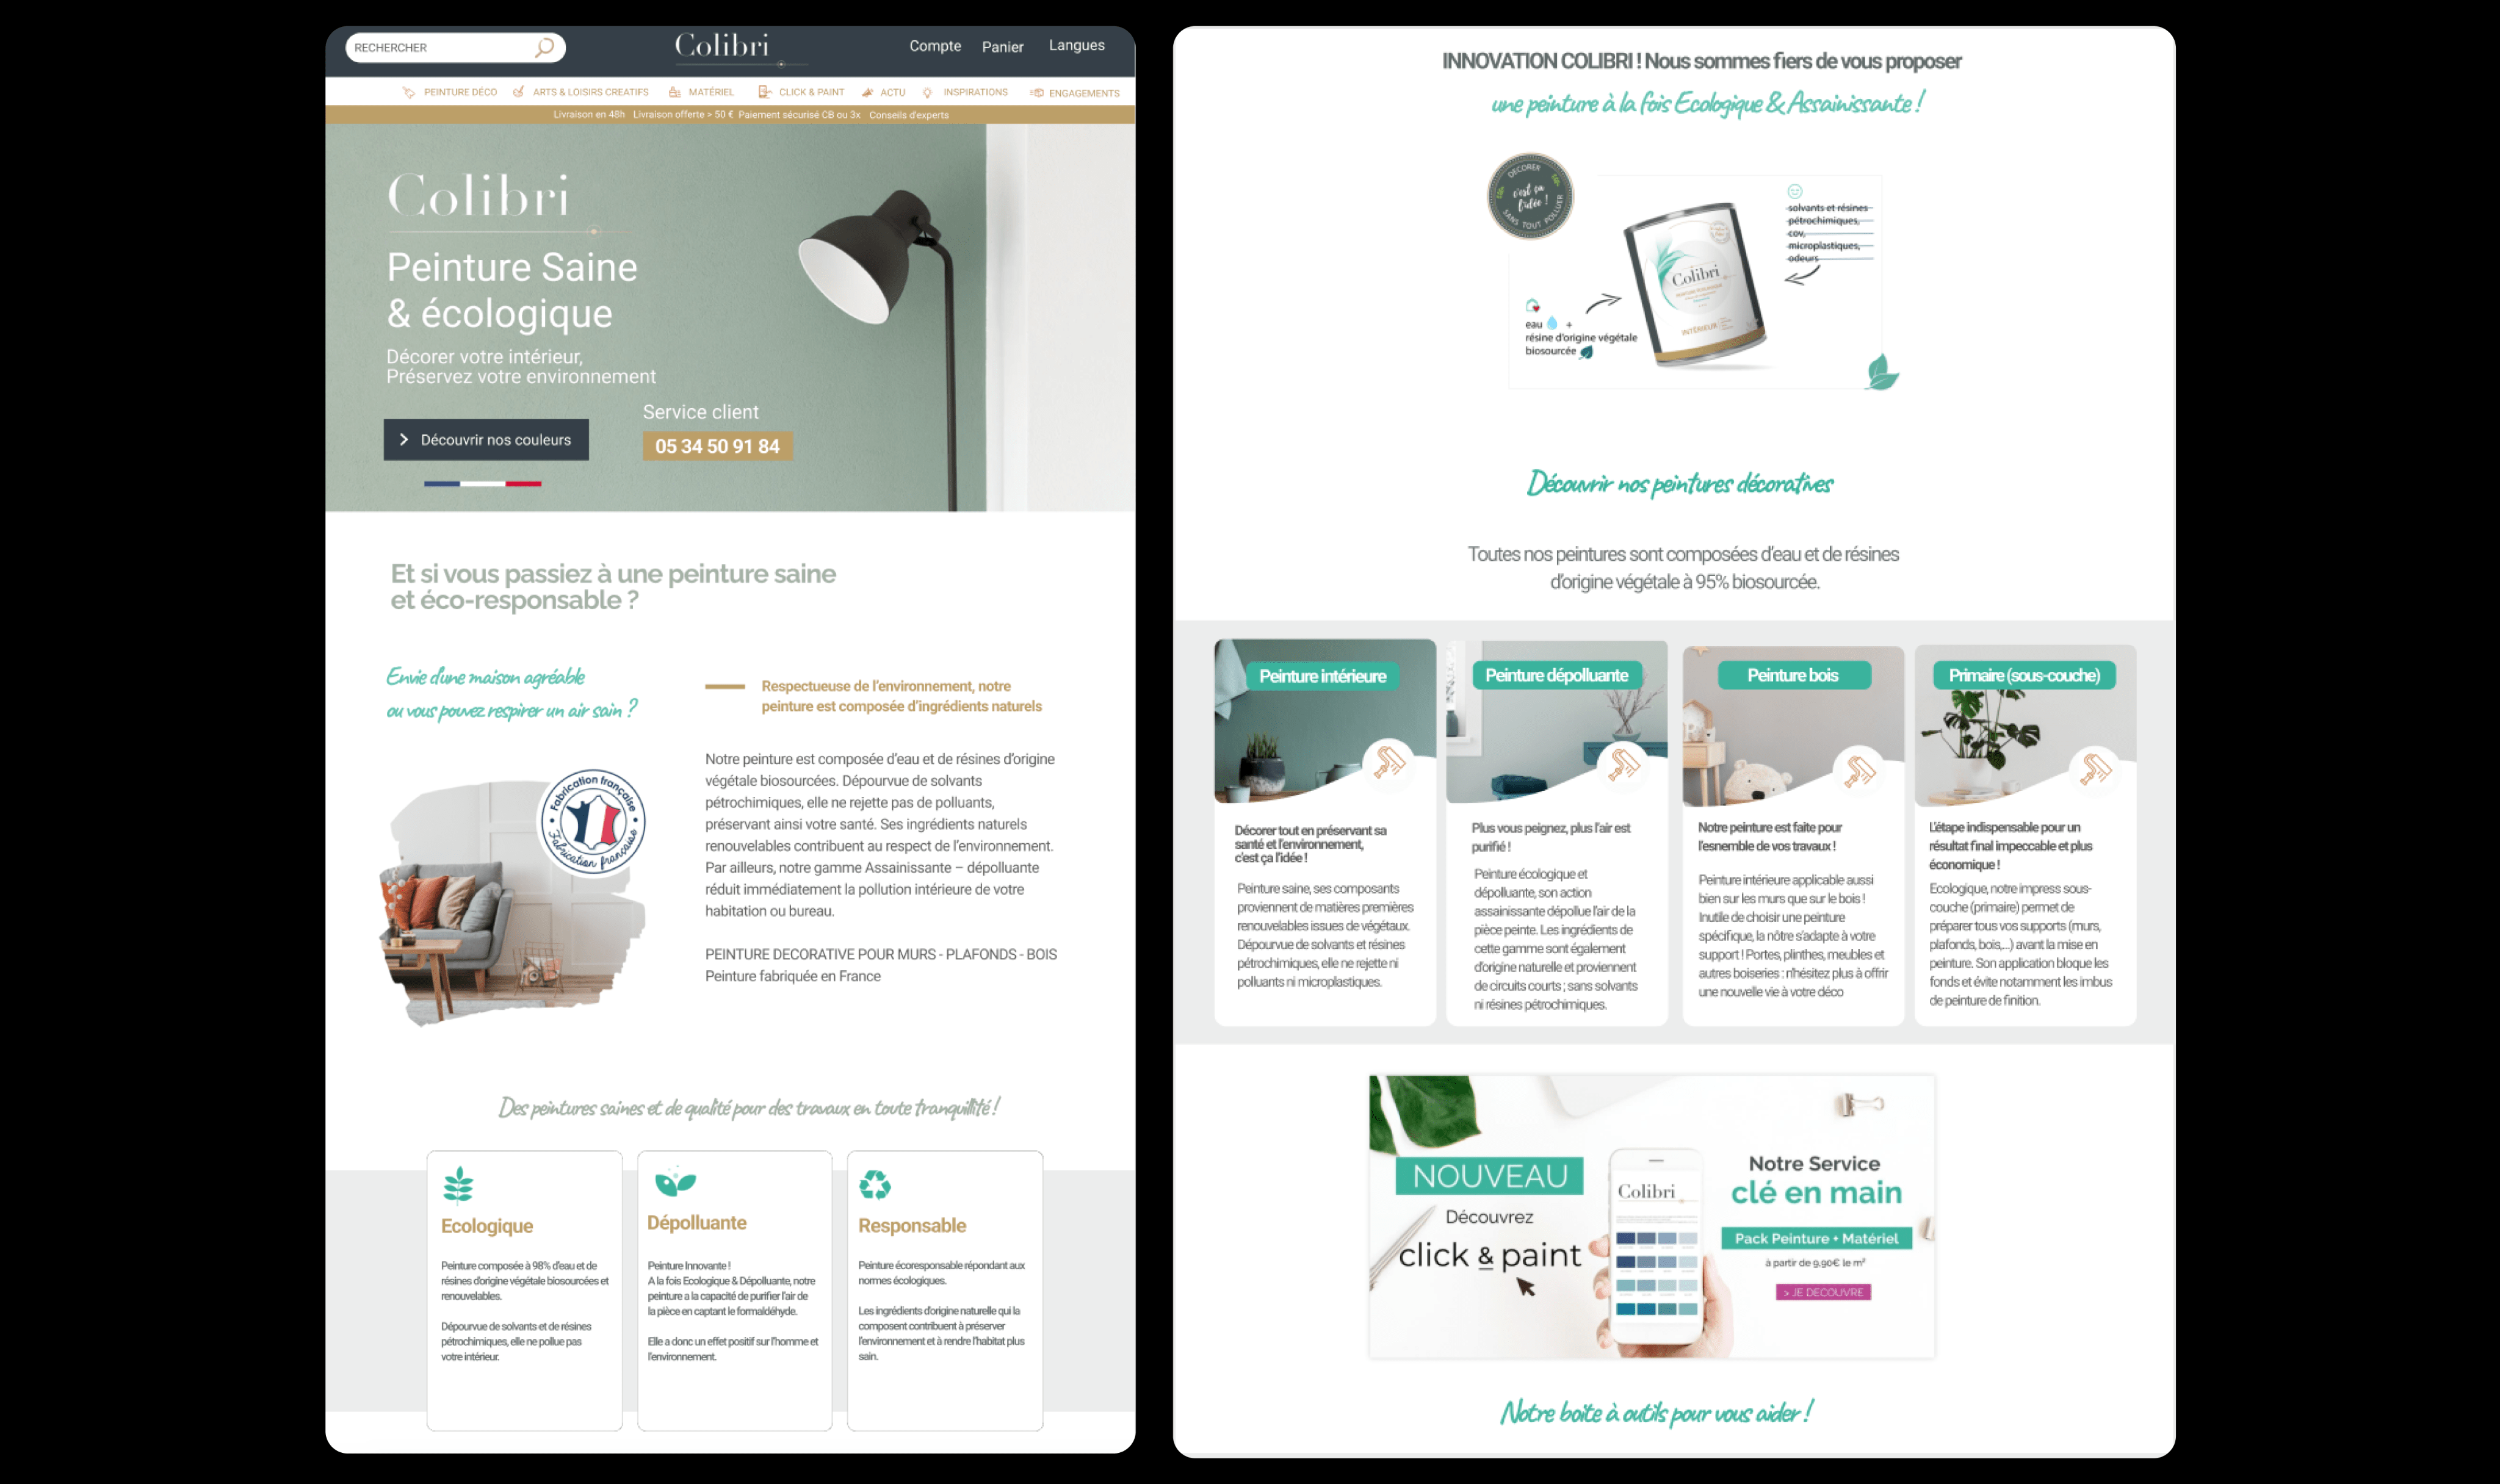 RECHERCHER
Colibri
Compte
Panier
Langues
PEINTURE DÉCO
ARTS & LOISIRS CREATIFS
MATÉRIEL
CLICK & PAINT
ACTU
INSPIRATIONS
ENGAGEMENTS
Livraison en 48h Livraison offerte > 50 € Paiement sécurisé CB ou 3x Conseils d'experts
Colibri
Peinture Saine
& écologique
Décorer votre intérieur,
Préservez votre environnement
Service client
Découvrir nos couleurs
05 34 50 91 84
Et si vous passiez à une peinture saine
et éco-responsable ?
Envie d'une maison agréable
ou vous pouvez respirer un air sain ?
Fabrication française
Fabrication française
Respectueuse de l'environnement, notre
peinture est composée d'ingrédients naturels
Notre peinture est composée d'eau et de résines d'origine
végétale biosourcées. Dépourvue de solvants
pétrochimiques, elle ne rejette pas de polluants,
préservant ainsi votre santé. Ses ingrédients naturels
renouvelables contribuent au respect de l'environnement.
Par ailleurs, notre gamme Assainissante – dépolluante
réduit immédiatement la pollution intérieure de votre
habitation ou bureau.
PEINTURE DECORATIVE POUR MURS - PLAFONDS - BOIS
Peinture fabriquée en France
Des peintures saines et de qualité pour des travaux en toute tranquillité !
Ecologique
Peinture composée à 98% d'eau et de
résines d'origine végétale biosourcées et
renouvelables.
Dépourvue de solvants et de résines
pétrochimiques, elle ne pollue pas
votre intérieur.
Dépolluante
Peinture Innovante !
A la fois Ecologique & Dépolluante, notre
peinture a la capacité de purifier l'air de
la pièce en captant le formaldéhyde.
Elle a donc un effet positif sur l'homme et
l'environnement.
Responsable
Peinture écoresponsable répondant aux
normes écologiques.
Les ingrédients d'origine naturelle qui la
composent contribuent à préserver
l'environnement et à rendre l'habitat plus
sain.
INNOVATION COLIBRI ! Nous sommes fiers de vous proposer
une peinture à la fois Ecologique & Assainissante !
DECORER
c'est ça
l'idée !
SANS TOUT POLLUER
solvants et résines
pétrochimiques,
cov,
microplastiques,
odeurs
Colibri
INTÉRIEUR
eau +
résine d'origine végétale
biosourcée
Découvrir nos peintures décoratives
Toutes nos peintures sont composées d'eau et de résines
d'origine végétale à 95% biosourcée.
Peinture intérieure
Décorer tout en préservant sa
santé et l'environnement,
c'est ça l'idée !
Peinture saine, ses composants
proviennent de matières premières
renouvelables issues de végétaux.
Dépourvue de solvants et résines
pétrochimiques, elle ne rejette ni
polluants ni microplastiques.
Peinture dépolluante
Plus vous peignez, plus l'air est
purifié !
Peinture écologique et
dépolluante, son action
assainissante dépollue l'air de la
pièce peinte. Les ingrédients de
cette gamme sont également
d'origine naturelle et proviennent
de circuits courts ; sans solvants
ni résines pétrochimiques.
Peinture bois
Notre peinture est faite pour
l'esnemble de vos travaux !
Peinture intérieure applicable aussi
bien sur les murs que sur le bois !
Inutile de choisir une peinture
spécifique, la nôtre s'adapte à votre
support ! Portes, plinthes, meubles et
autres boiseries : n'hésitez plus à offrir
une nouvelle vie à votre déco
Primaire (sous-couche)
L'étape indispensable pour un
résultat final impeccable et plus
économique !
Ecologique, notre impress sous-
couche (primaire) permet de
préparer tous vos supports (murs,
plafonds, bois,...) avant la mise en
peinture. Son application bloque les
fonds et évite notamment les imbus
de peinture de finition.
NOUVEAU
Découvrez
click & paint
Colibri
Notre Service
clé en main
Pack Peinture + Matériel
à partir de 9,90€ le m²
> JE DECOUVRE
Notre boite à outils pour vous aider !